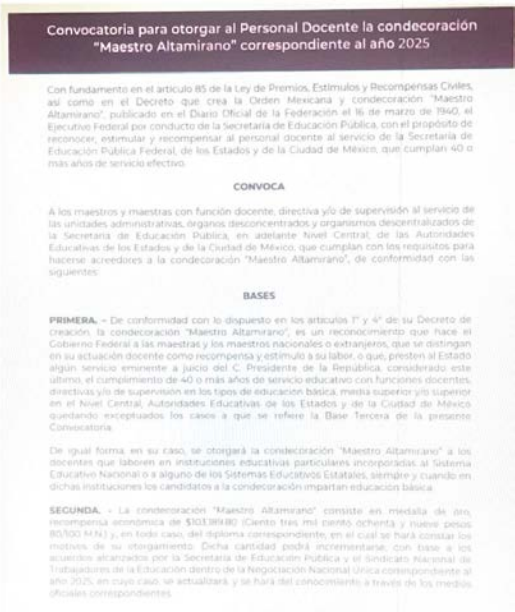 Convocatoria para otorgar al Personal Docente la condecoración
"Maestro Altamirano" correspondiente al año 2025
Con fundamento en el artículo 85 de la Ley de Premios, Estímulos y Recompensas Civiles,
así como en el Decreto que crea la Orden Mexicana y condecoración "Maestro
Altamirano", publicado en el Diario Oficial de la Federación el 16 de marzo de 1940, el
Ejecutivo Federal por conducto de la Secretaría de Educación Pública, con el propósito de
reconocer, estimular y recompensar al personal docente al servicio de la Secretaría de
Educación Pública Federal, de los Estados y de la Ciudad de México, que cumplan 40 o
más años de servicio efectivo.
CONVOCA
A los maestros y maestras con función docente, directiva y/o de supervisión al servicio de
las unidades administrativas, órganos desconcentrados y organismos descentralizados de
la Secretaría de Educación Pública, en adelante Nivel Central, de las Autoridades
Educativas de los Estados y de la Ciudad de México, que cumplan con los requisitos para
hacerse acreedores a la condecoración "Maestro Altamirano", de conformidad con las
siguientes:
BASES
PRIMERA. – De conformidad con lo dispuesto en los artículos 1° y 4° de su Decreto de
creación, la condecoración "Maestro Altamirano", es un reconocimiento que hace el
Gobierno Federal a las maestras y los maestros nacionales o extranjeros, que se distingan
en su actuación docente como recompensa y estímulo a su labor, o que, presten al Estado
algún servicio eminente a juicio del C. Presidente de la República, considerado este
último, el cumplimiento de 40 o más años de servicio educativo con funciones docentes,
directivas y/o de supervisión en los tipos de educación básica, media superior y/o superior
en el Nivel Central, Autoridades Educativas de los Estados y de la Ciudad de México
quedando exceptuados los casos a que se refiere la Base Tercera de la presente
Convocatoria.
De igual forma, en su caso, se otorgará la condecoración "Maestro Altamirano" a los
docentes que laboren en instituciones educativas particulares incorporadas al Sistema
Educativo Nacional o a alguno de los Sistemas Educativos Estatales, siempre y cuando en
dichas instituciones los candidatos a la condecoración impartan educación básica.
SEGUNDA. - La condecoración "Maestro Altamirano" consiste en medalla de oro,
recompensa económica de $103,189.80 (Ciento tres mil ciento ochenta y nueve pesos
80/100 M.N.) y, en todo caso, del diploma correspondiente, en el cual se hará constar los
motivos de su otorgamiento. Dicha cantidad podrá incrementarse, con base a los
acuerdos alcanzados por la Secretaría de Educación Pública y el Sindicato Nacional de
Trabajadores de la Educación dentro de la Negociación Nacional Única correspondiente al
año 2025, en cuyo caso, se actualizará y se hará del conocimiento a través de los medios
oficiales correspondientes.